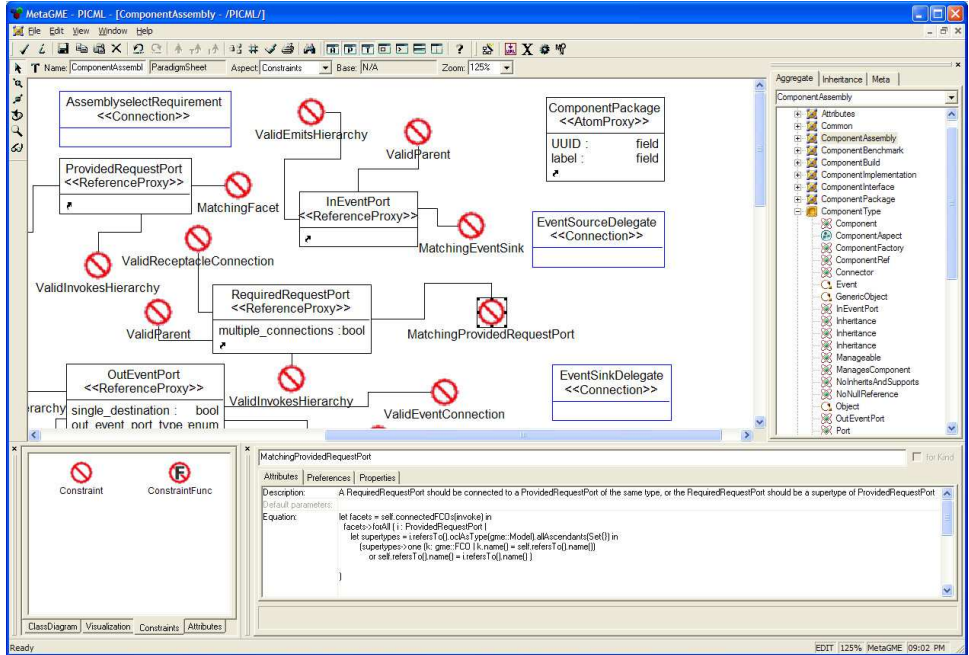 MetaGME - PICML - [ComponentAssembly - /PICML/]
File Edit View Window Help
Name: ComponentAssembl ParadigmSheet Aspect: Constraints Base: N/A Zoom: 125%
AssemblyselectRequirement
<<Connection>>
ValidEmitsHierarchy
ValidParent
ComponentPackage
<<AtomProxy>>
UUID : field
label : field
ProvidedRequestPort
<<ReferenceProxy>>
MatchingFacet
InEventPort
<<ReferenceProxy>>
MatchingEventSink
EventSourceDelegate
<<Connection>>
ValidInvokesHierarchy
ValidReceptacleConnection
RequiredRequestPort
<<ReferenceProxy>>
multiple_connections :bool
ValidParent
MatchingProvidedRequestPort
OutEventPort
<<ReferenceProxy>>
single_destination : bool
out_event_port_type enum
erarchy
ValidInvokesHierarchy
ValidEventConnection
EventSinkDelegate
<<Connection>>
Aggregate Inheritance Meta
ComponentAssembly
Attributes
Common
ComponentAssembly
ComponentBenchmark
ComponentBuild
ComponentImplementation
ComponentInterface
ComponentPackage
ComponentType
Component
ComponentAspect
ComponentFactory
ComponentRef
Connector
Event
GenericObject
InEventPort
Inheritance
Inheritance
Inheritance
Manageable
ManagesComponent
NoInheritsAndSupports
NoNullReference
Object
OutEventPort
Port
Constraint
ConstraintFunc
ClassDiagram Visualization Constraints Attributes
MatchingProvidedRequestPort
for Kind
Attributes Preferences Properties
Description: A RequiredRequestPort should be connected to a ProvidedRequestPort of the same type, or the RequiredRequestPort should be a supertype of ProvidedRequestPort
Default parameters:
Equation: let facets = self.connectedFCOs(invoke) in
facets->forAll ( i : ProvidedRequestPort |
let supertypes = i.refersTo().oclAsType(gme::Model).allAscendants(Set{}) in
(supertypes->one (k: gme::FCO | k.name() = self.refersTo().name())
or self.refersTo().name() = i.refersTo().name() )
)
Ready
EDIT 125% MetaGME 09:02 PM